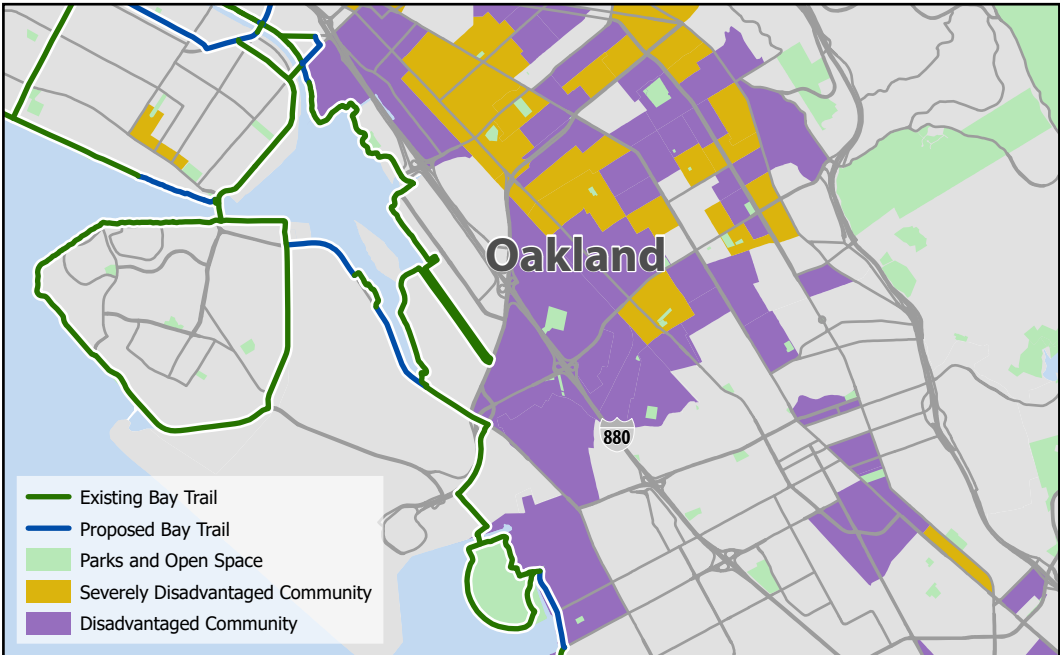 Oakland
880
Existing Bay Trail
Proposed Bay Trail
Parks and Open Space
Severely Disadvantaged Community
Disadvantaged Community